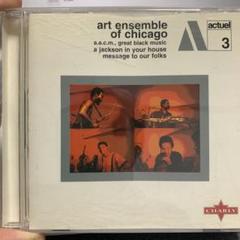 art ensemble
of chicago
a.a.c.m., great black music
a jackson in your house
message to our folks
actuel
3
CHARLY